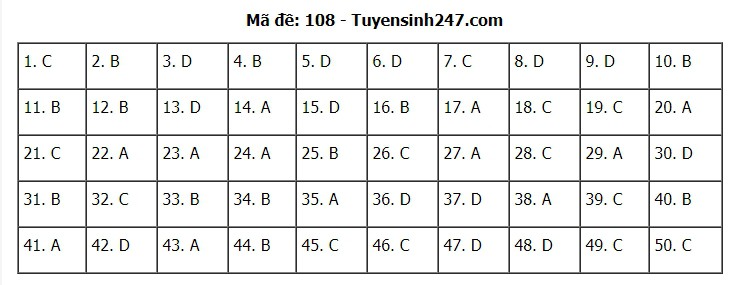 Mã đề: 108 - Tuyensinh247.com
1. C 2. B 3. D 4. B 5. D 6. D 7. C 8. D 9. D 10. B
11. B 12. B 13. D 14. A 15. D 16. B 17. A 18. C 19. C 20. A
21. C 22. A 23. A 24. A 25. B 26. C 27. A 28. C 29. A 30. D
31. B 32. C 33. B 34. B 35. A 36. D 37. D 38. A 39. C 40. B
41. A 42. D 43. A 44. B 45. C 46. C 47. D 48. D 49. C 50. C